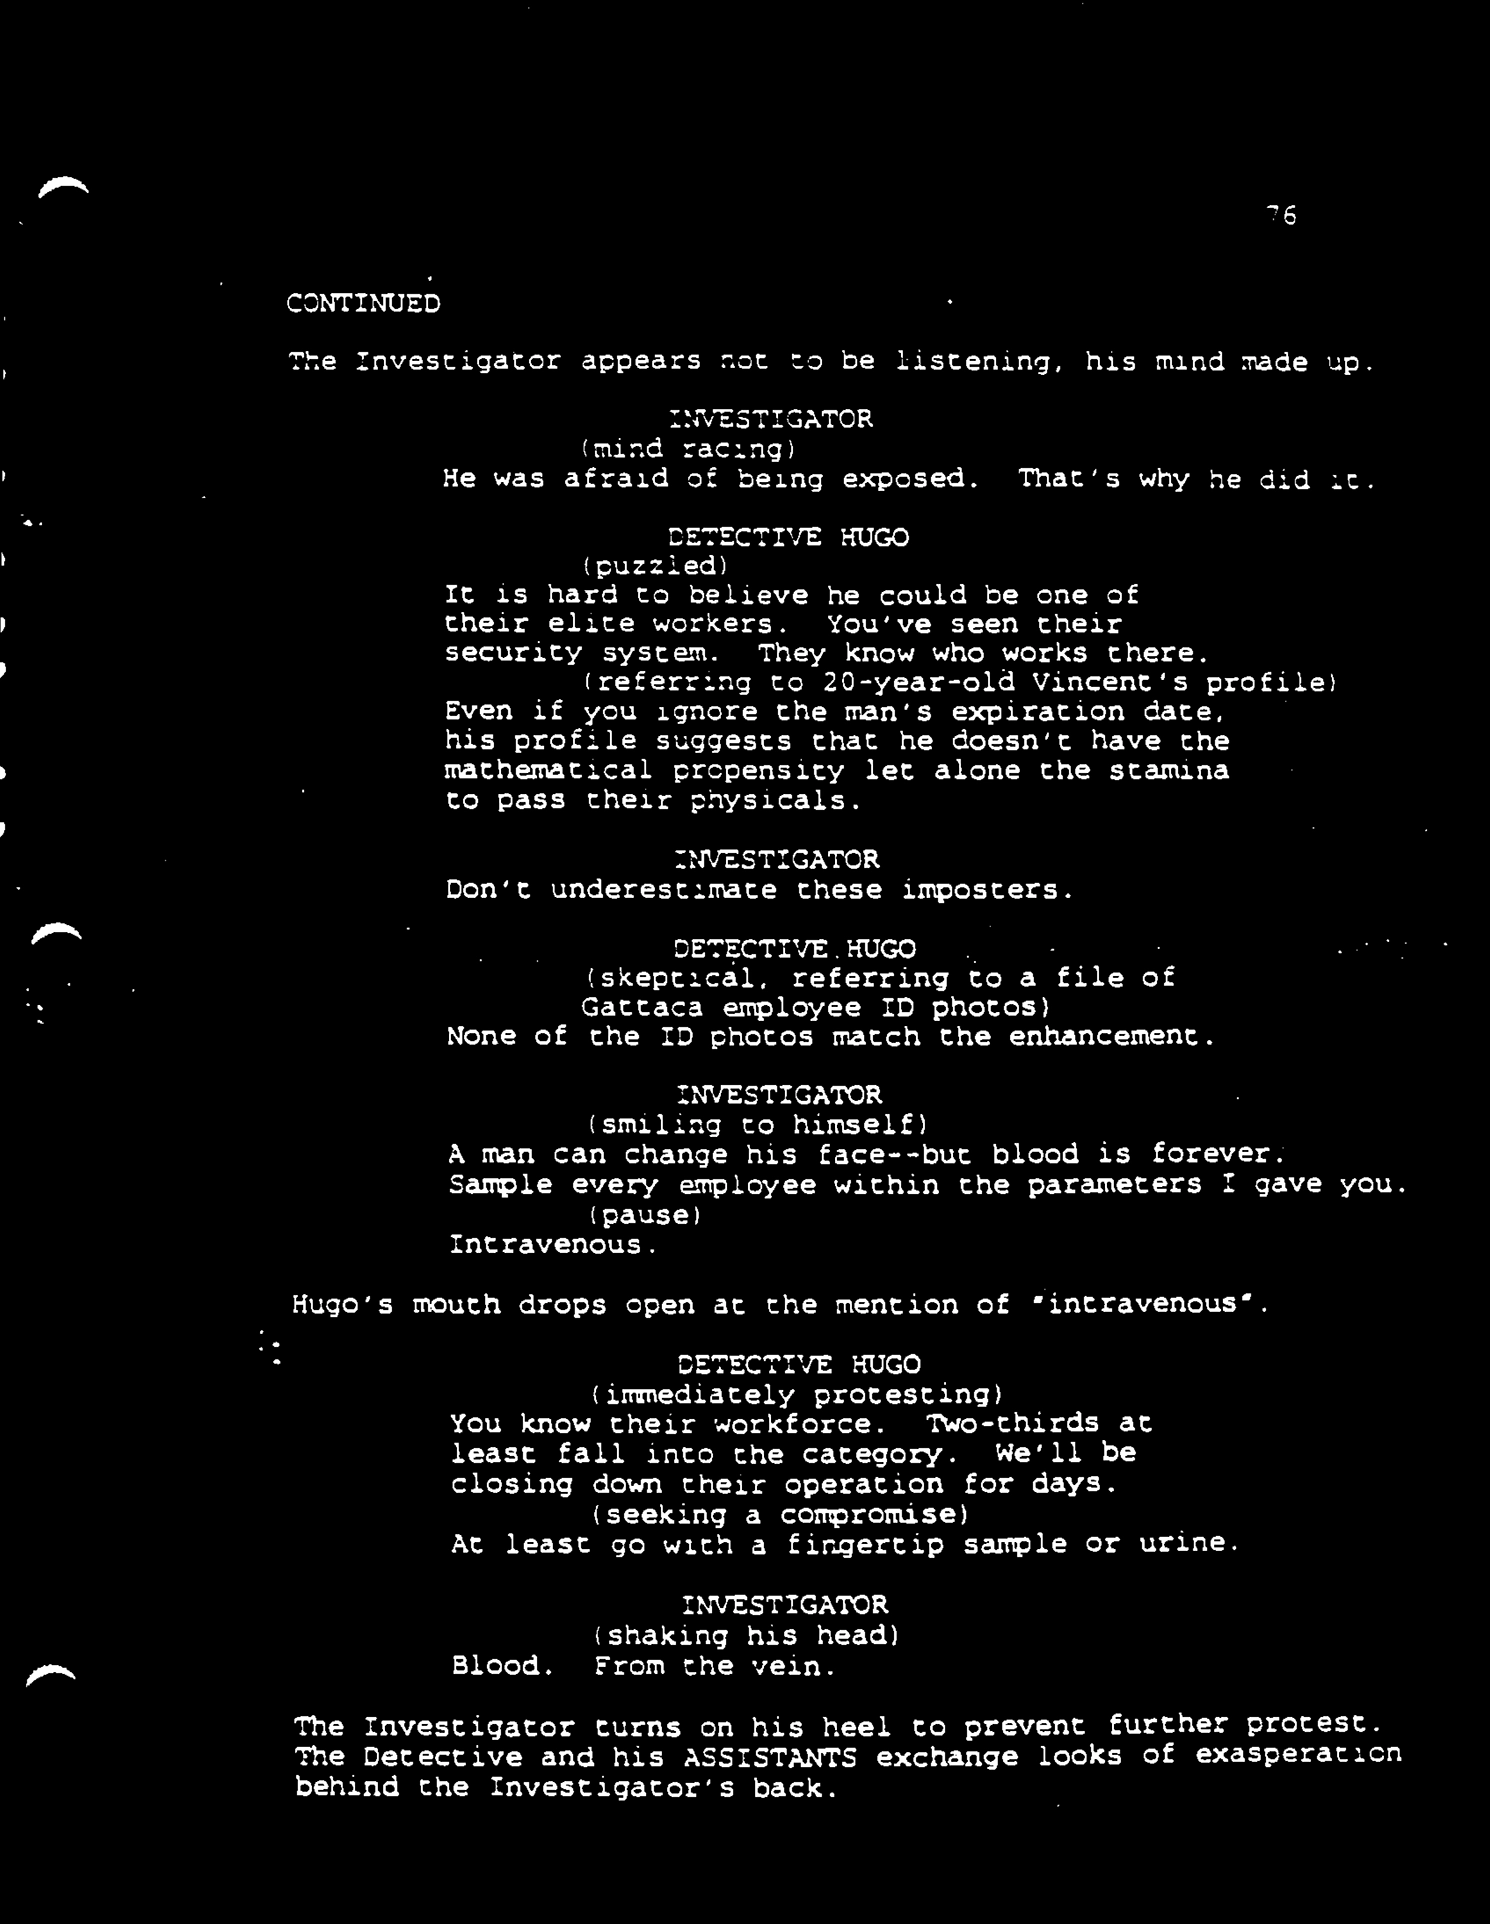 76
CONTINUED
The Investigator appears not to be listening, his mind made up.
INVESTIGATOR
(mind racing)
He was afraid of being exposed. That's why he did it.
DETECTIVE HUGO
(puzzled)
It is hard to believe he could be one of
their elite workers. You've seen their
security system. They know who works there.
(referring to 20-year-old Vincent's profile)
Even if you ignore the man's expiration date,
his profile suggests that he doesn't have the
mathematical propensity let alone the stamina
to pass their physicals.
INVESTIGATOR
Don't underestimate these imposters.
DETECTIVE HUGO
(skeptical, referring to a file of
Gattaca employee ID photos)
None of the ID photos match the enhancement.
INVESTIGATOR
(smiling to himself)
A man can change his face--but blood is forever.
Sample every employee within the parameters I gave you.
(pause)
Intravenous.
Hugo's mouth drops open at the mention of "intravenous".
DETECTIVE HUGO
(immediately protesting)
You know their workforce. Two-thirds at
least fall into the category. We'll be
closing down their operation for days.
(seeking a compromise)
At least go with a fingertip sample or urine.
INVESTIGATOR
(shaking his head)
Blood. From the vein.
The Investigator turns on his heel to prevent further protest.
The Detective and his ASSISTANTS exchange looks of exasperation
behind the Investigator's back.